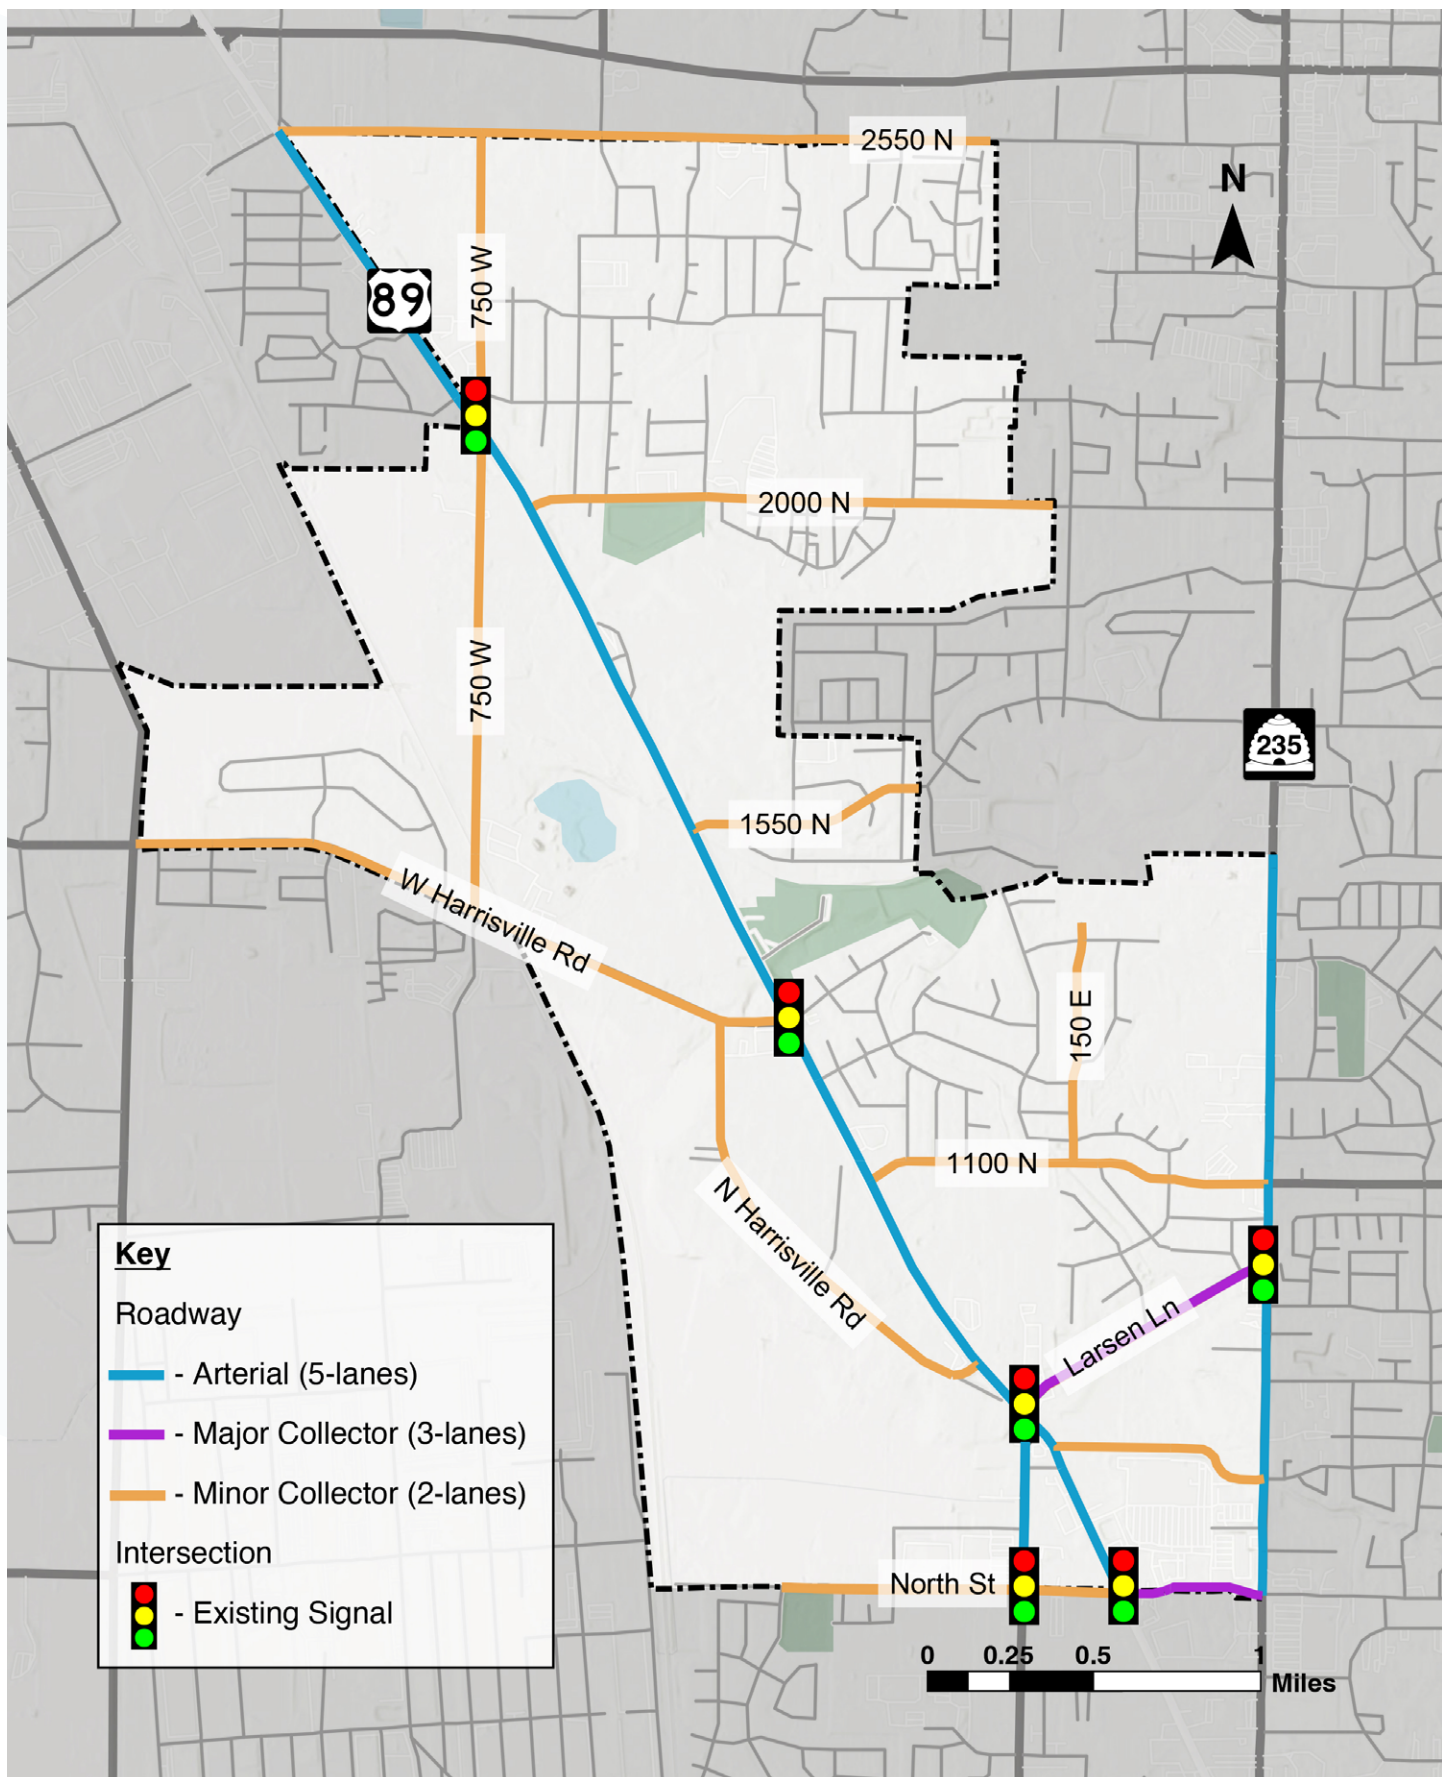 2550 N
N
750 W
89
2000 N
750 W
235
1550 N
W Harrisville Rd
150 E
1100 N
N Harrisville Rd
Larsen Ln
Key
Roadway
- Arterial (5-lanes)
- Major Collector (3-lanes)
- Minor Collector (2-lanes)
Intersection
- Existing Signal
North St
0 0.25 0.5 1
Miles